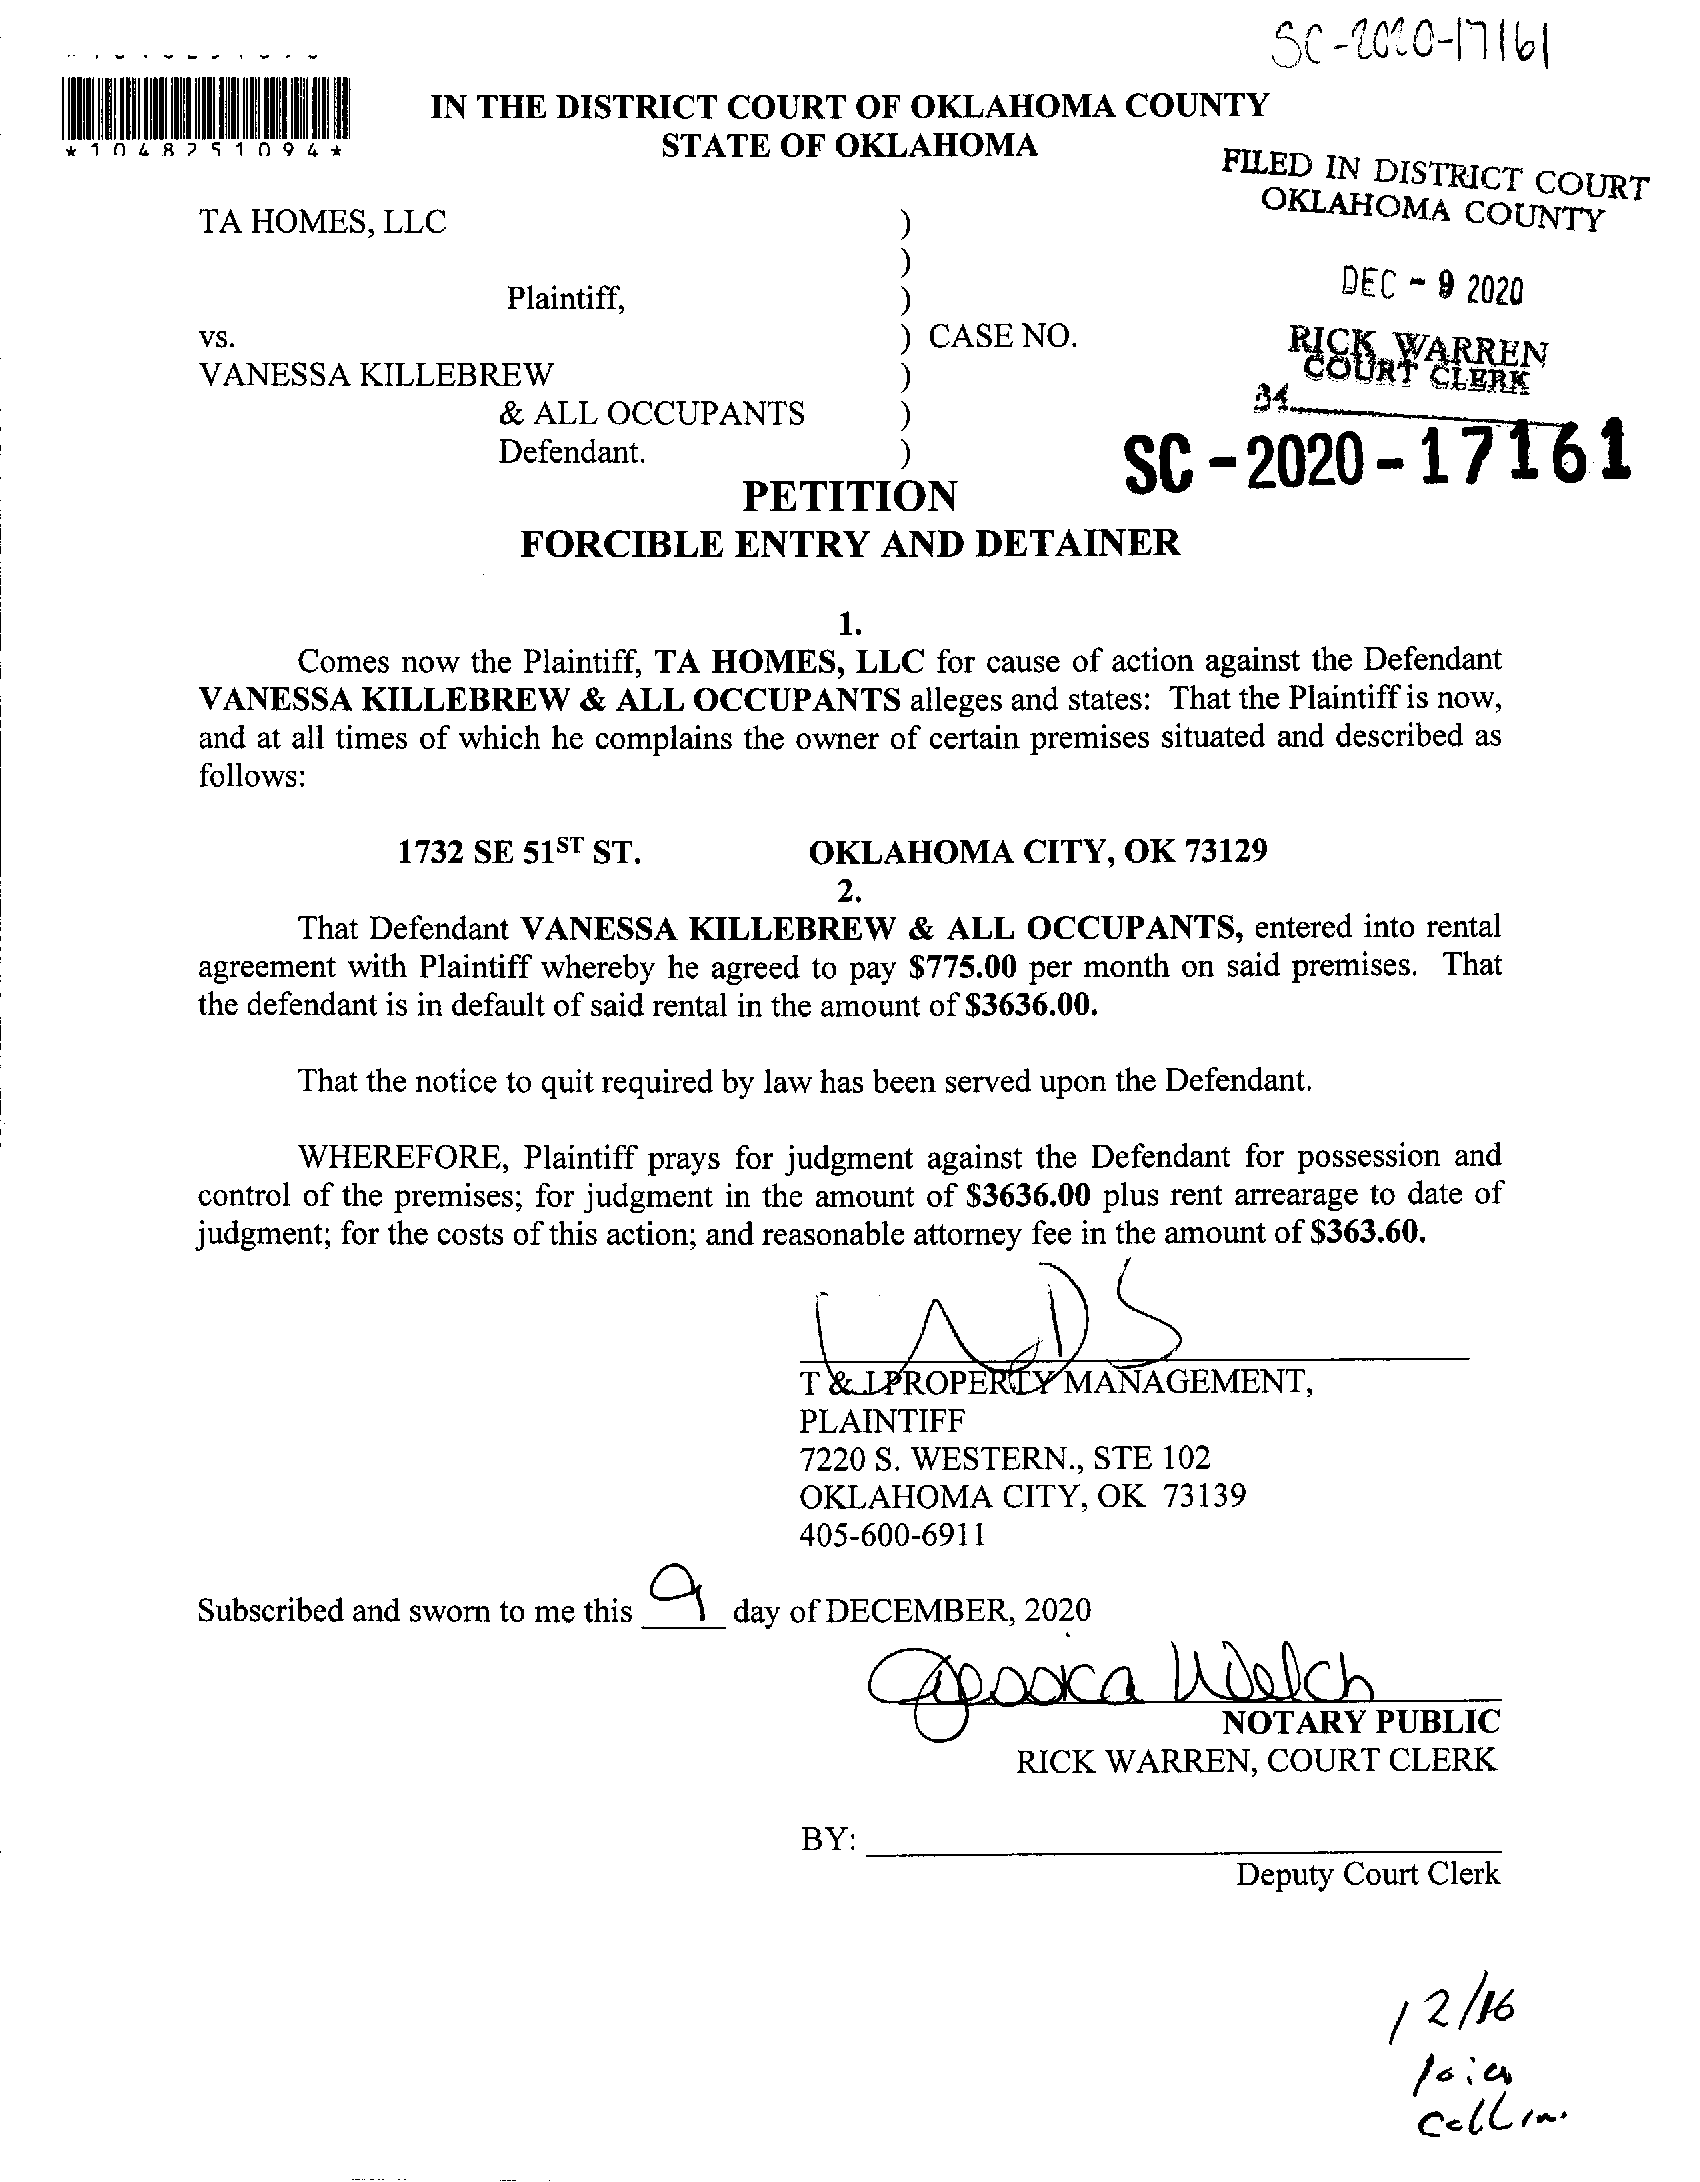 SC-2020-17161
*1048251094*
IN THE DISTRICT COURT OF OKLAHOMA COUNTY
STATE OF OKLAHOMA
FILED IN DISTRICT COURT
OKLAHOMA COUNTY
DEC - 9 2020
RICK WARREN
COURT CLERK
34
SC - 2020 - 17161
TA HOMES, LLC )
)
Plaintiff, )
vs. ) CASE NO.
VANESSA KILLEBREW )
& ALL OCCUPANTS )
Defendant. )
PETITION
FORCIBLE ENTRY AND DETAINER
1.
Comes now the Plaintiff, TA HOMES, LLC for cause of action against the Defendant
VANESSA KILLEBREW & ALL OCCUPANTS alleges and states: That the Plaintiff is now,
and at all times of which he complains the owner of certain premises situated and described as
follows:
1732 SE 51ST ST. OKLAHOMA CITY, OK 73129
2.
That Defendant VANESSA KILLEBREW & ALL OCCUPANTS, entered into rental
agreement with Plaintiff whereby he agreed to pay $775.00 per month on said premises. That
the defendant is in default of said rental in the amount of $3636.00.
That the notice to quit required by law has been served upon the Defendant.
WHEREFORE, Plaintiff prays for judgment against the Defendant for possession and
control of the premises; for judgment in the amount of $3636.00 plus rent arrearage to date of
judgment; for the costs of this action; and reasonable attorney fee in the amount of $363.60.
T & J PROPERTY MANAGEMENT,
PLAINTIFF
7220 S. WESTERN., STE 102
OKLAHOMA CITY, OK 73139
405-600-6911
Subscribed and sworn to me this 9 day of DECEMBER, 2020
Jessica Welch
NOTARY PUBLIC
RICK WARREN, COURT CLERK
BY:
Deputy Court Clerk
12/16
Collins